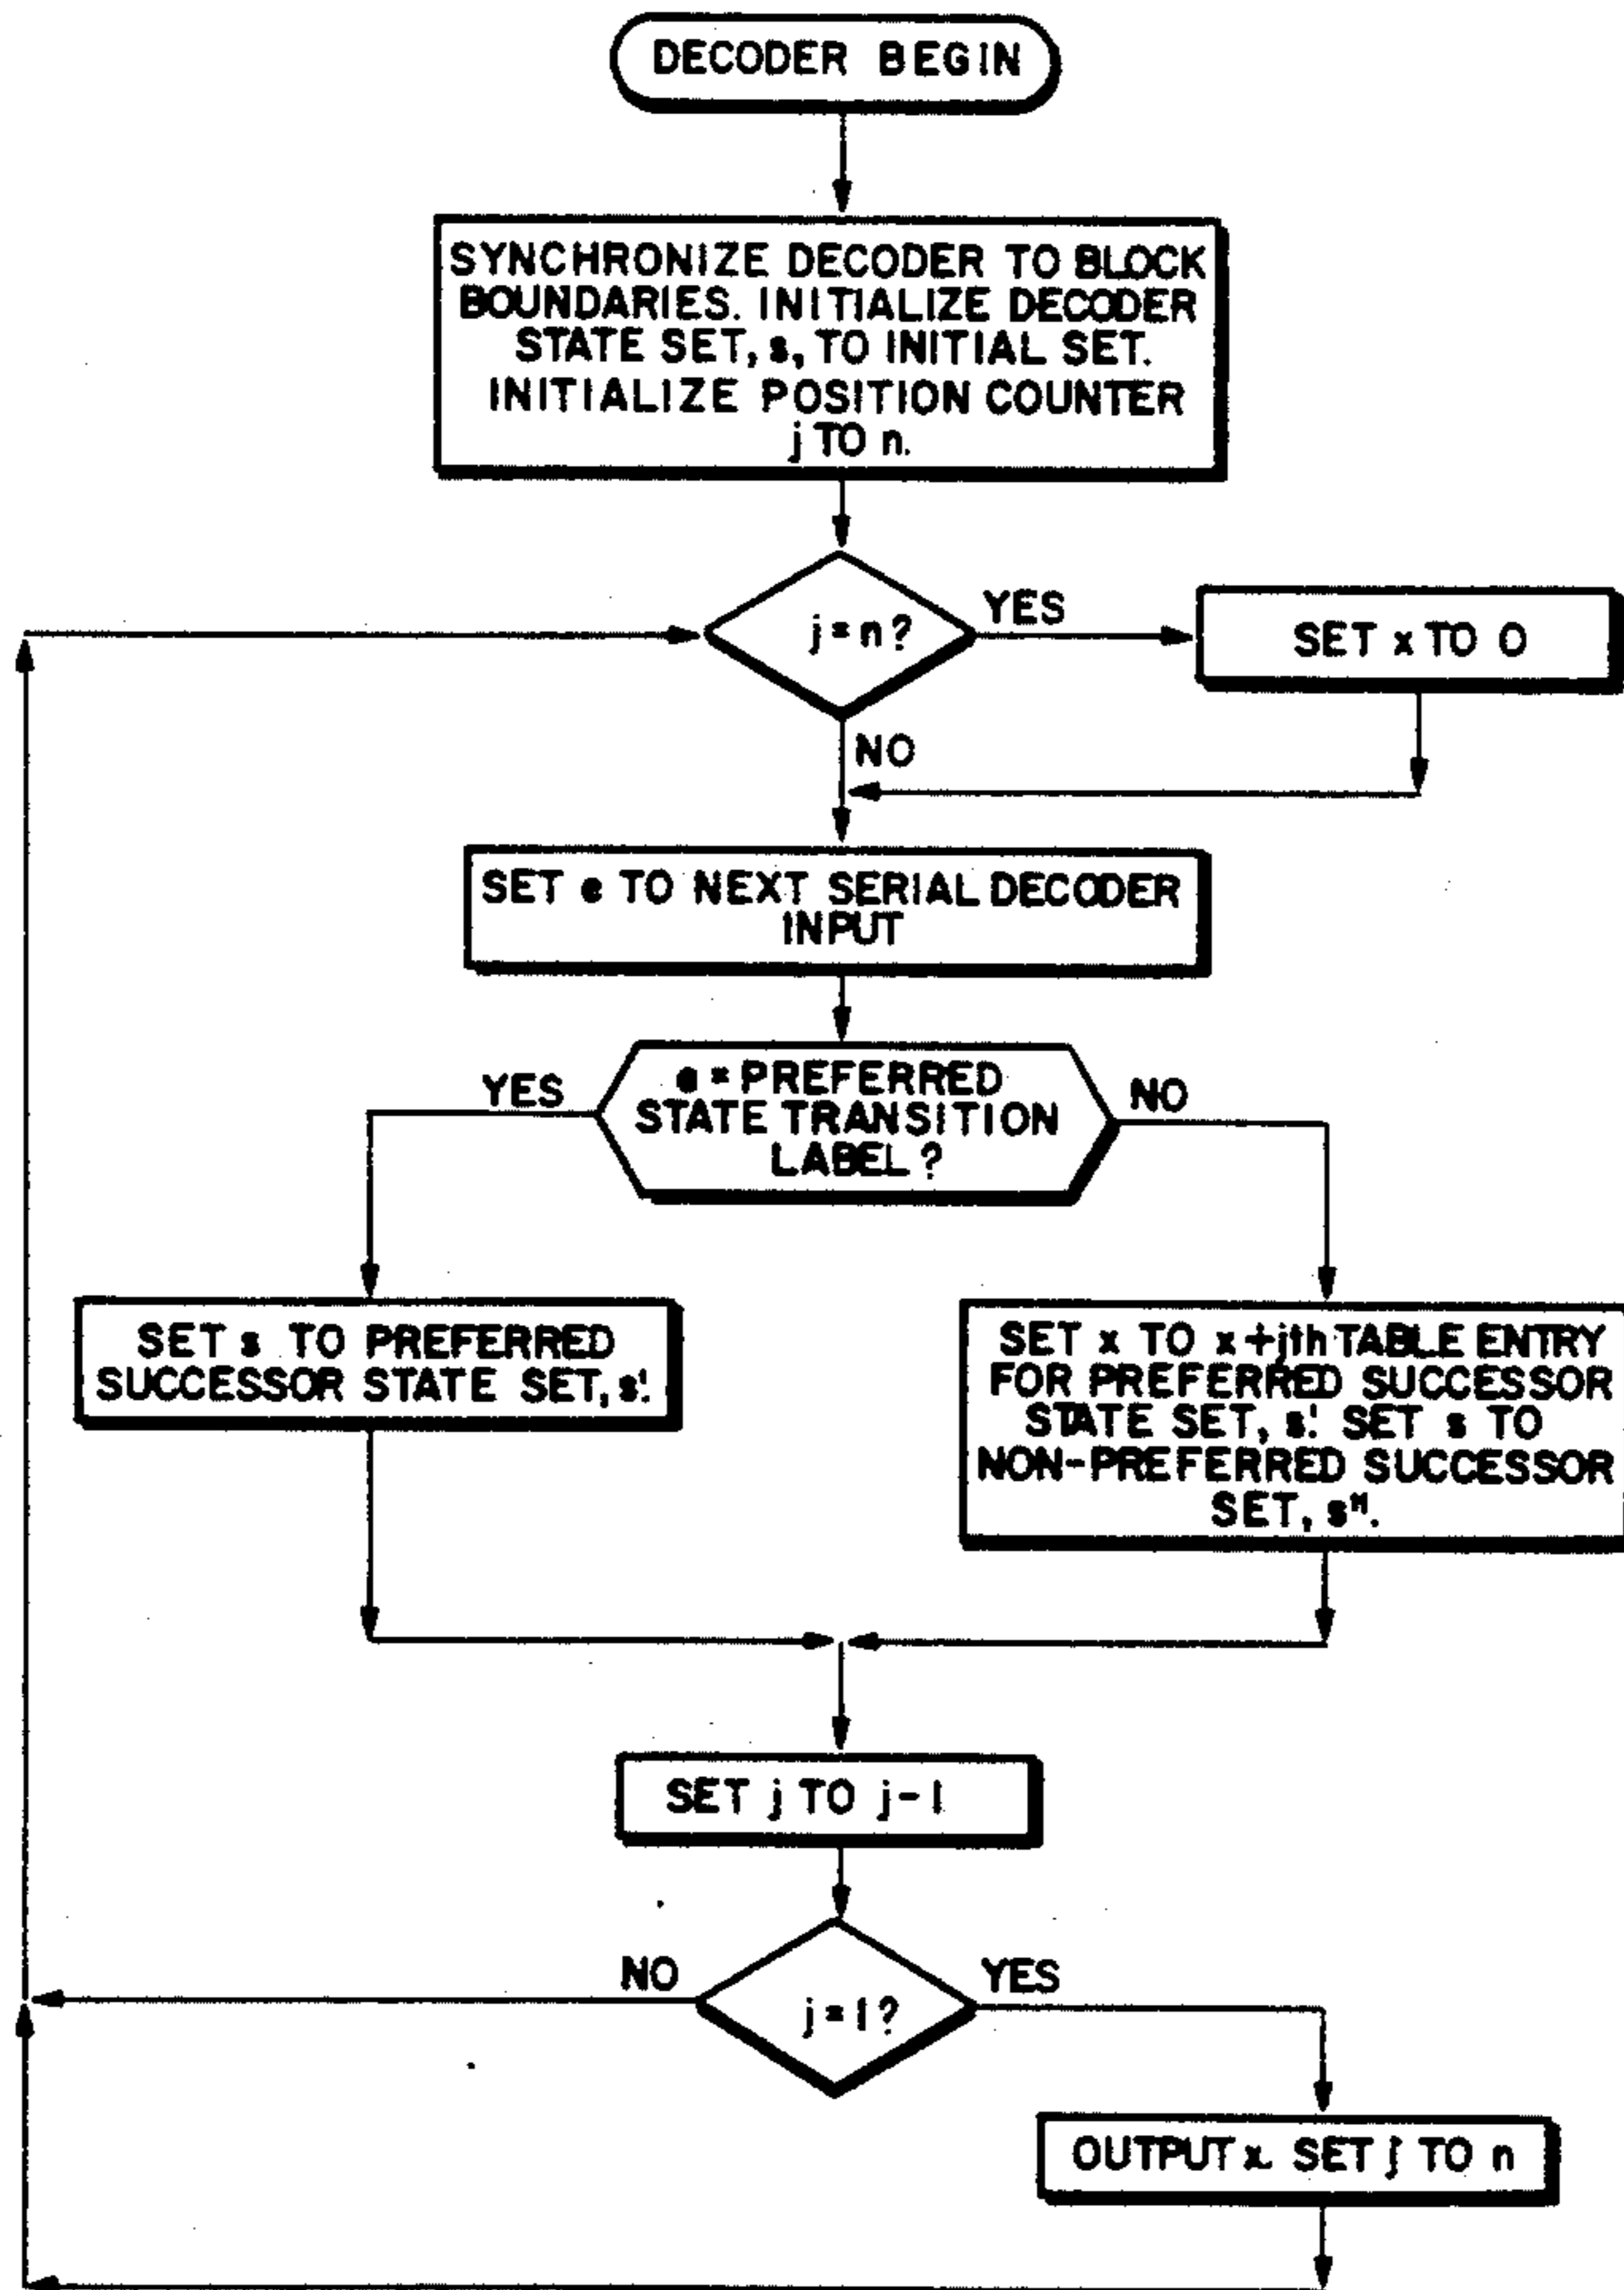 DECODER BEGIN
SYNCHRONIZE DECODER TO BLOCK
BOUNDARIES. INITIALIZE DECODER
STATE SET, s, TO INITIAL SET.
INITIALIZE POSITION COUNTER
j TO n.
j = n?
YES
SET x TO 0
NO
SET e TO NEXT SERIAL DECODER
INPUT
YES
e = PREFERRED
STATE TRANSITION
LABEL?
NO
SET s TO PREFERRED
SUCCESSOR STATE SET, s'.
SET x TO x+jth TABLE ENTRY
FOR PREFERRED SUCCESSOR
STATE SET, s'. SET s TO
NON-PREFERRED SUCCESSOR
SET, s".
SET j TO j-1
NO
j = 1?
YES
OUTPUT x. SET j TO n